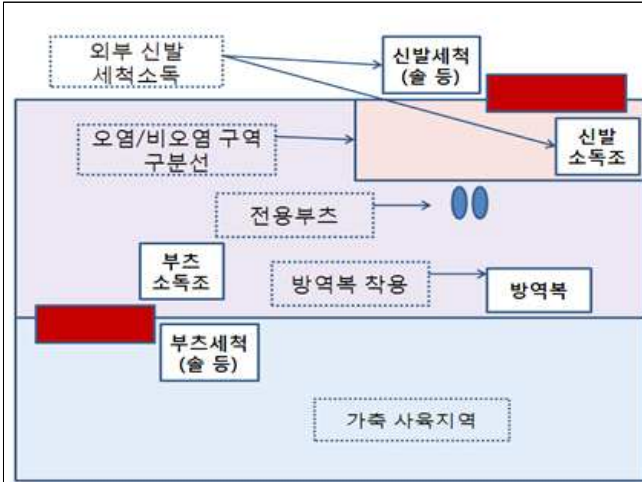 외부 신발
세척소독
신발세척
(솔 등)
오염/비오염 구역
구분선
신발
소독조
전용부츠
부츠
소독조
방역복 착용
방역복
부츠세척
(솔 등)
가축 사육지역